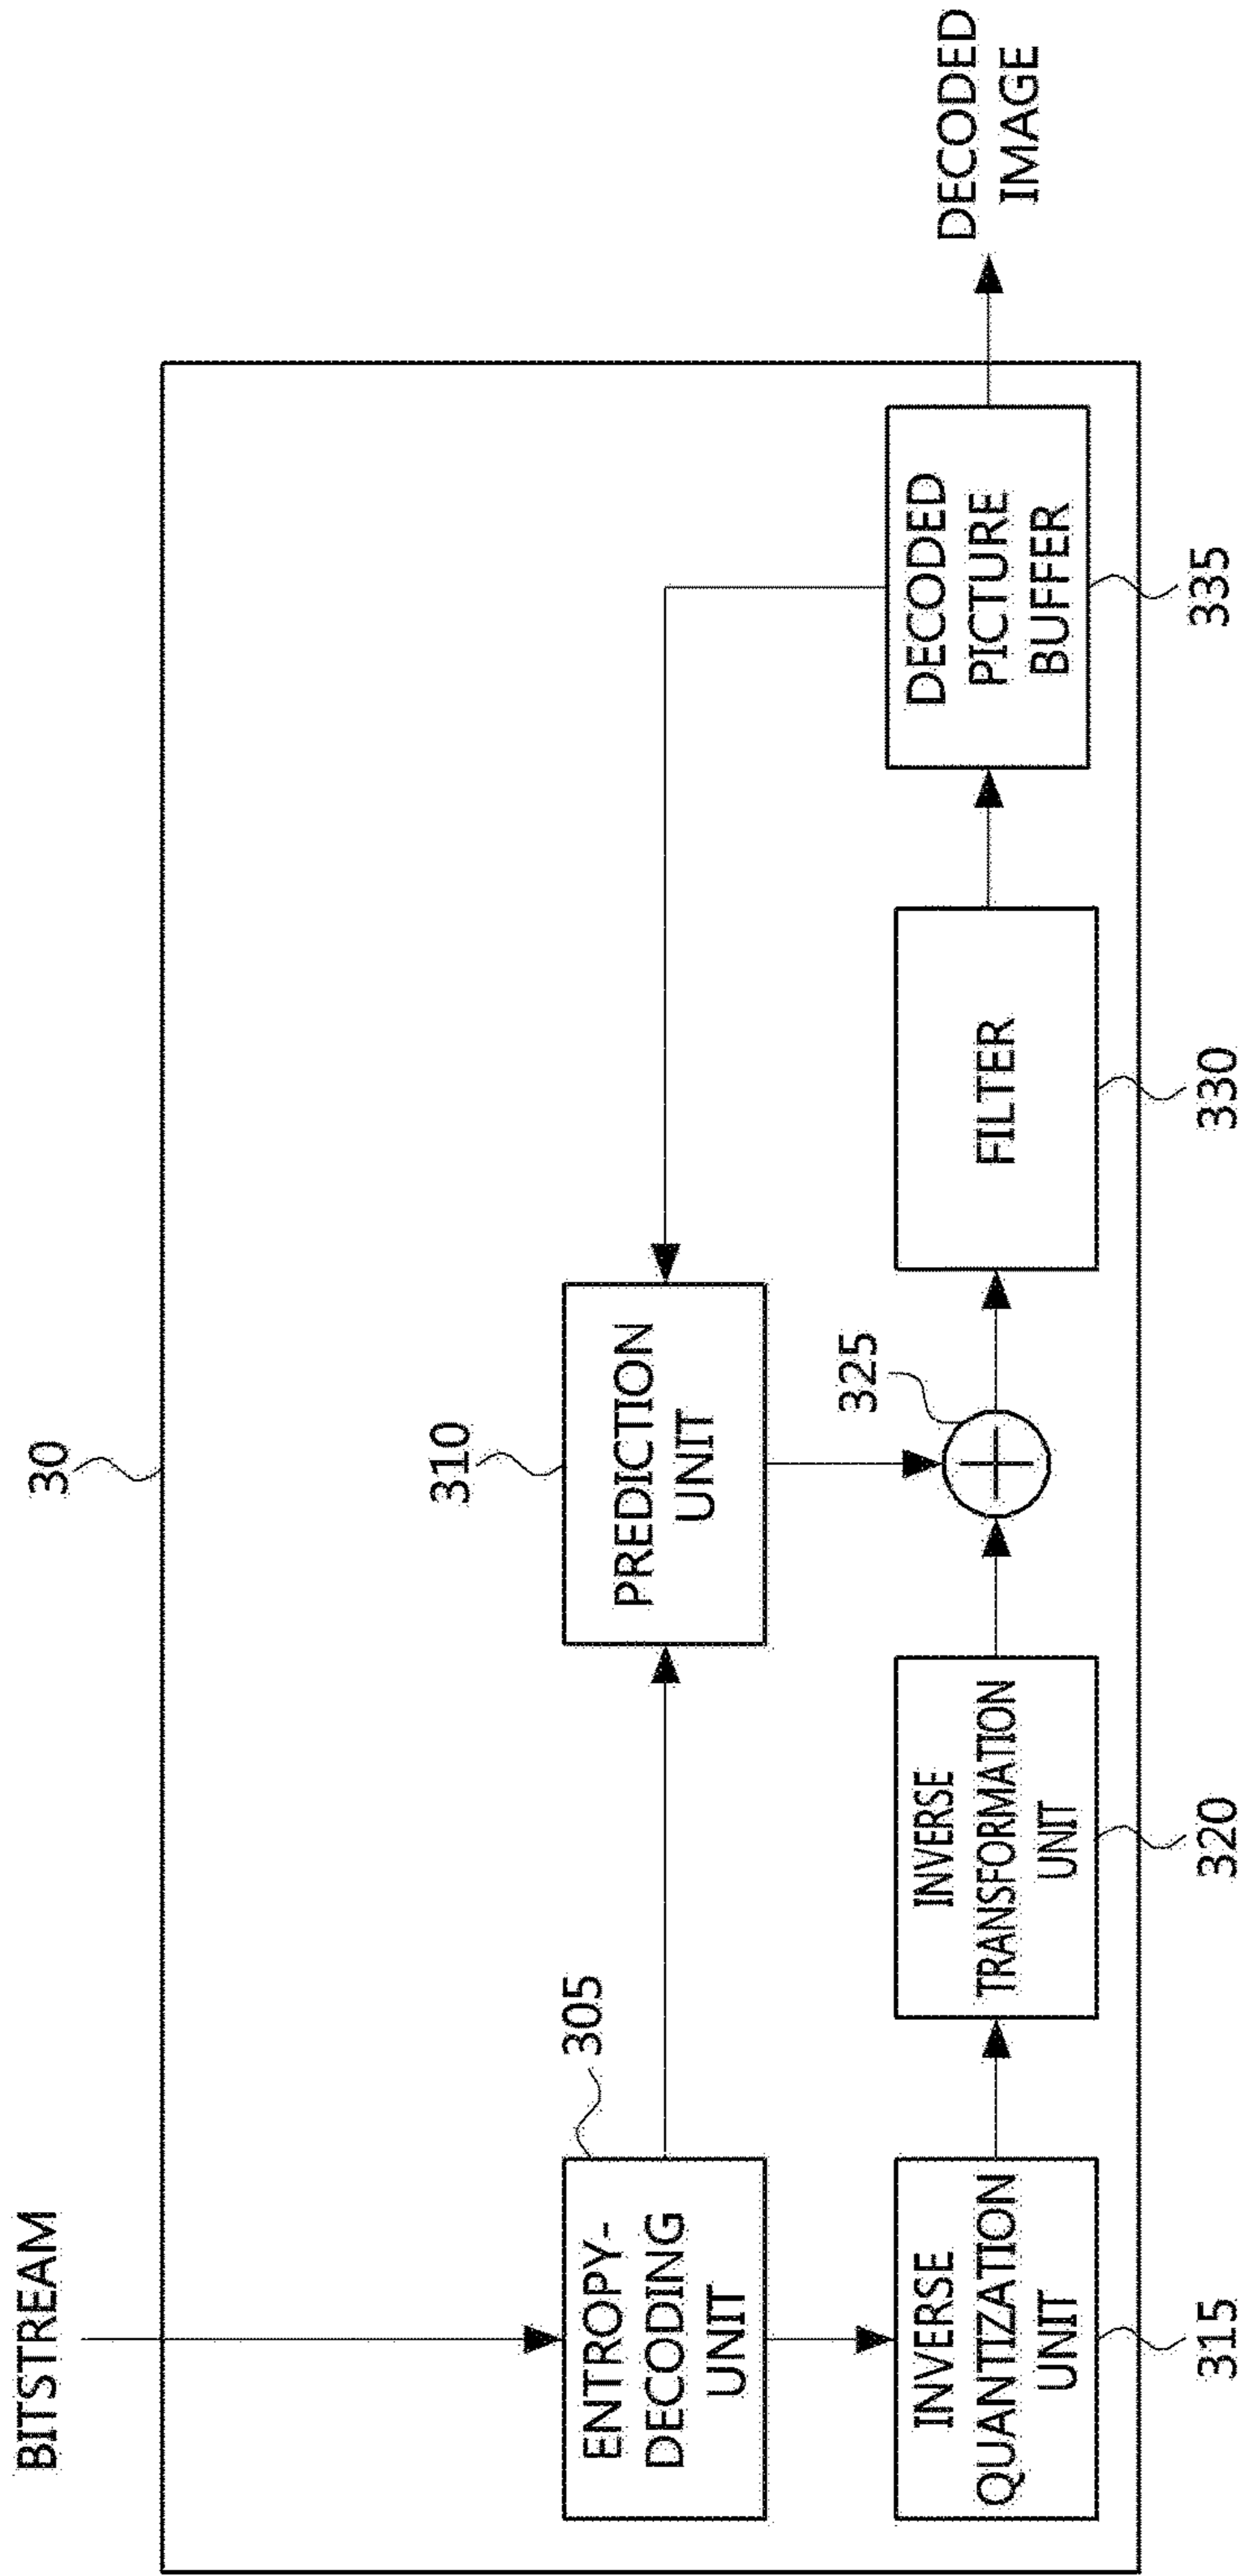 BITSTREAM
30
305
ENTROPY-
DECODING
UNIT
310
PREDICTION
UNIT
325
INVERSE
QUANTIZATION
UNIT
315
INVERSE
TRANSFORMATION
UNIT
320
FILTER
330
DECODED
PICTURE
BUFFER
335
DECODED
IMAGE